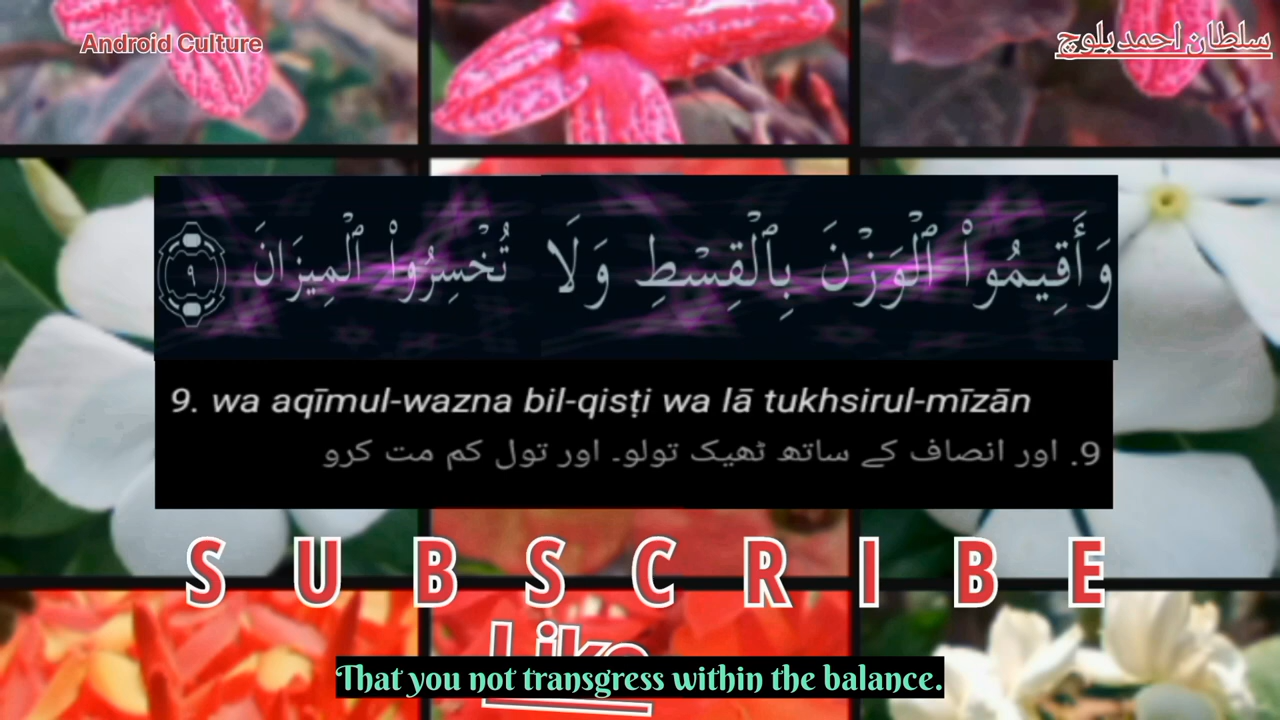 Android Culture
سلطان احمد بلوچ
وَأَقِيمُوا۟ ٱلْوَزْنَ بِٱلْقِسْطِ وَلَا تُخْسِرُوا۟ ٱلْمِيزَانَ ٩
9. wa aqīmul-wazna bil-qisṭi wa lā tukhsirul-mīzān
9. اور انصاف کے ساتھ ٹھیک تولو۔ اور تول کم مت کرو
SUBSCRIBE
Like
That you not transgress within the balance.